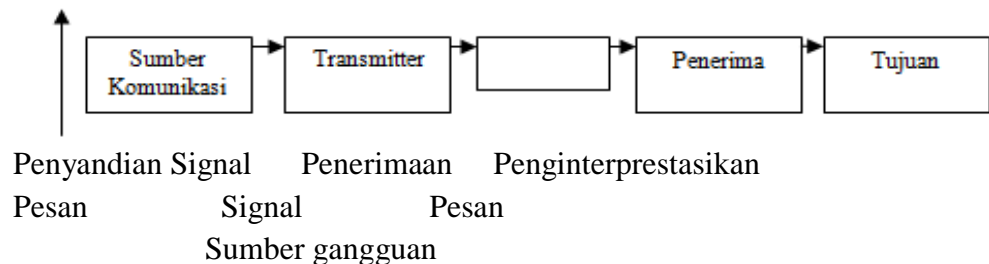 Sumber
Komunikasi
Transmitter
Penerima
Tujuan
Penyandian Signal Penerimaan Penginterprestasikan
Pesan Signal Pesan
Sumber gangguan